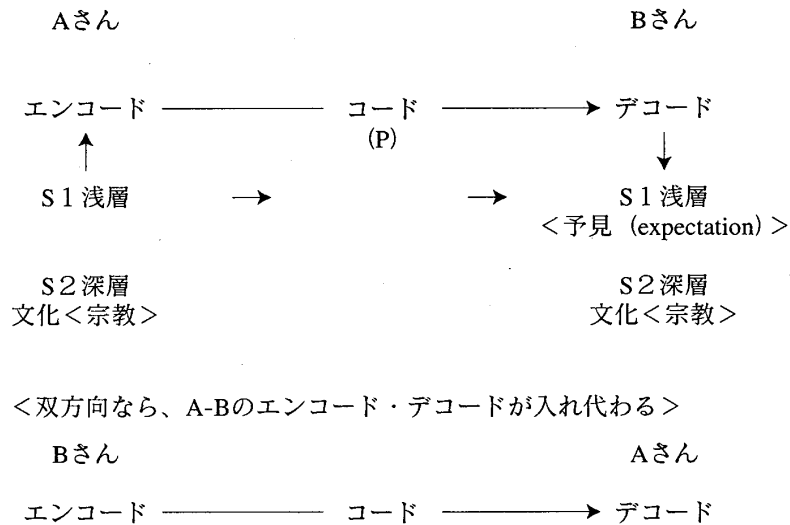 Aさん Bさん
エンコード コード デコード
(P)
S1浅層 S1浅層
＜予見 (expectation)＞
S2深層 S2深層
文化＜宗教＞ 文化＜宗教＞
＜双方向なら、A-Bのエンコード・デコードが入れ代わる＞
Bさん Aさん
エンコード コード デコード